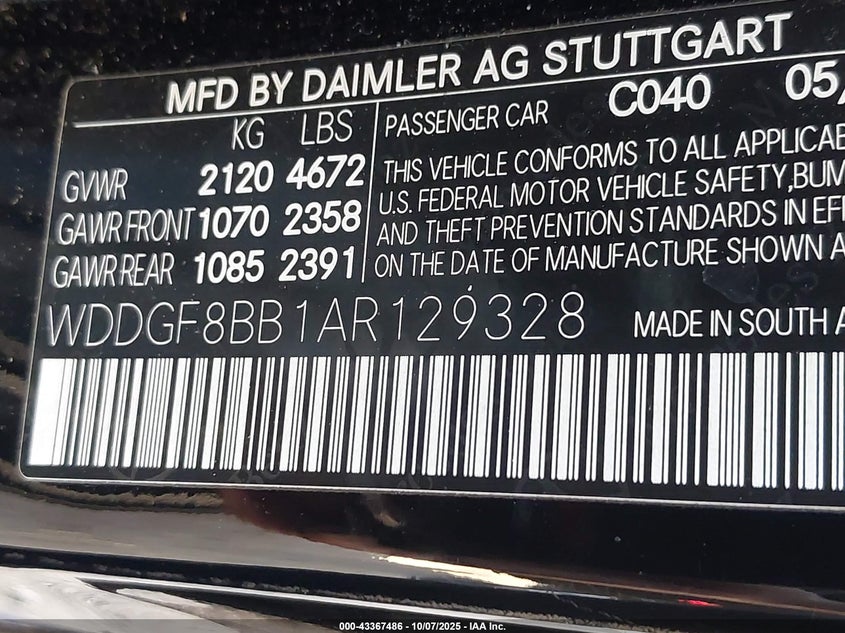 MFD BY DAIMLER AG STUTTGART
KG LBS
GVWR 2120 4672
GAWR FRONT 1070 2358
GAWR REAR 1085 2391
PASSENGER CAR C040 05/
THIS VEHICLE CONFORMS TO ALL APPLICAB
U.S. FEDERAL MOTOR VEHICLE SAFETY,BUM
AND THEFT PREVENTION STANDARDS IN EFF
ON THE DATE OF MANUFACTURE SHOWN A
WDDGF8BB1AR129328 MADE IN SOUTH A
000-43367486 - 10/07/2025 - IAA Inc.